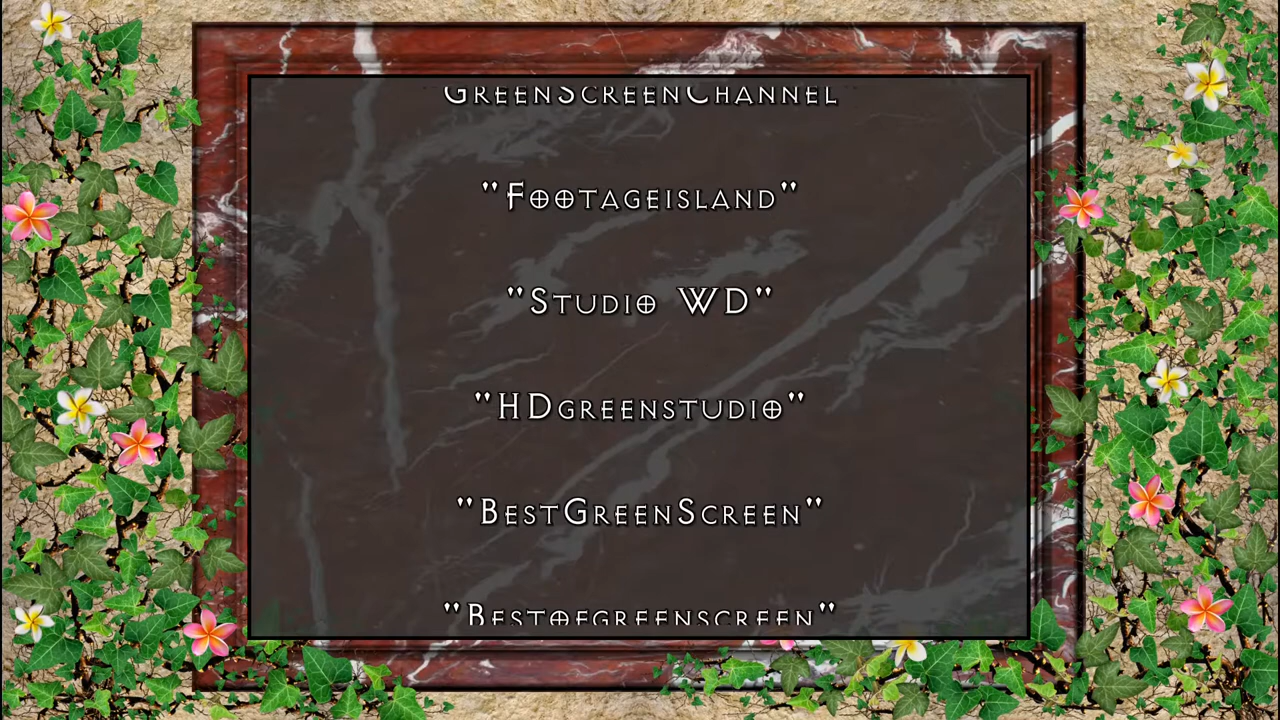 GreenScreenChannel
"Footageisland"
"Studio WD"
"HDgreenstudio"
"BestGreenScreen"
"Bestofgreenscreen"